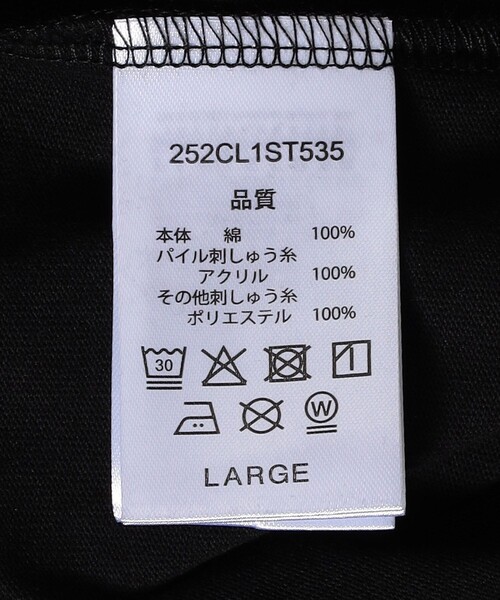 252CL1ST535
品質
本体 綿 100%
パイル刺しゅう糸
アクリル 100%
その他刺しゅう糸
ポリエステル 100%
30
W
LARGE